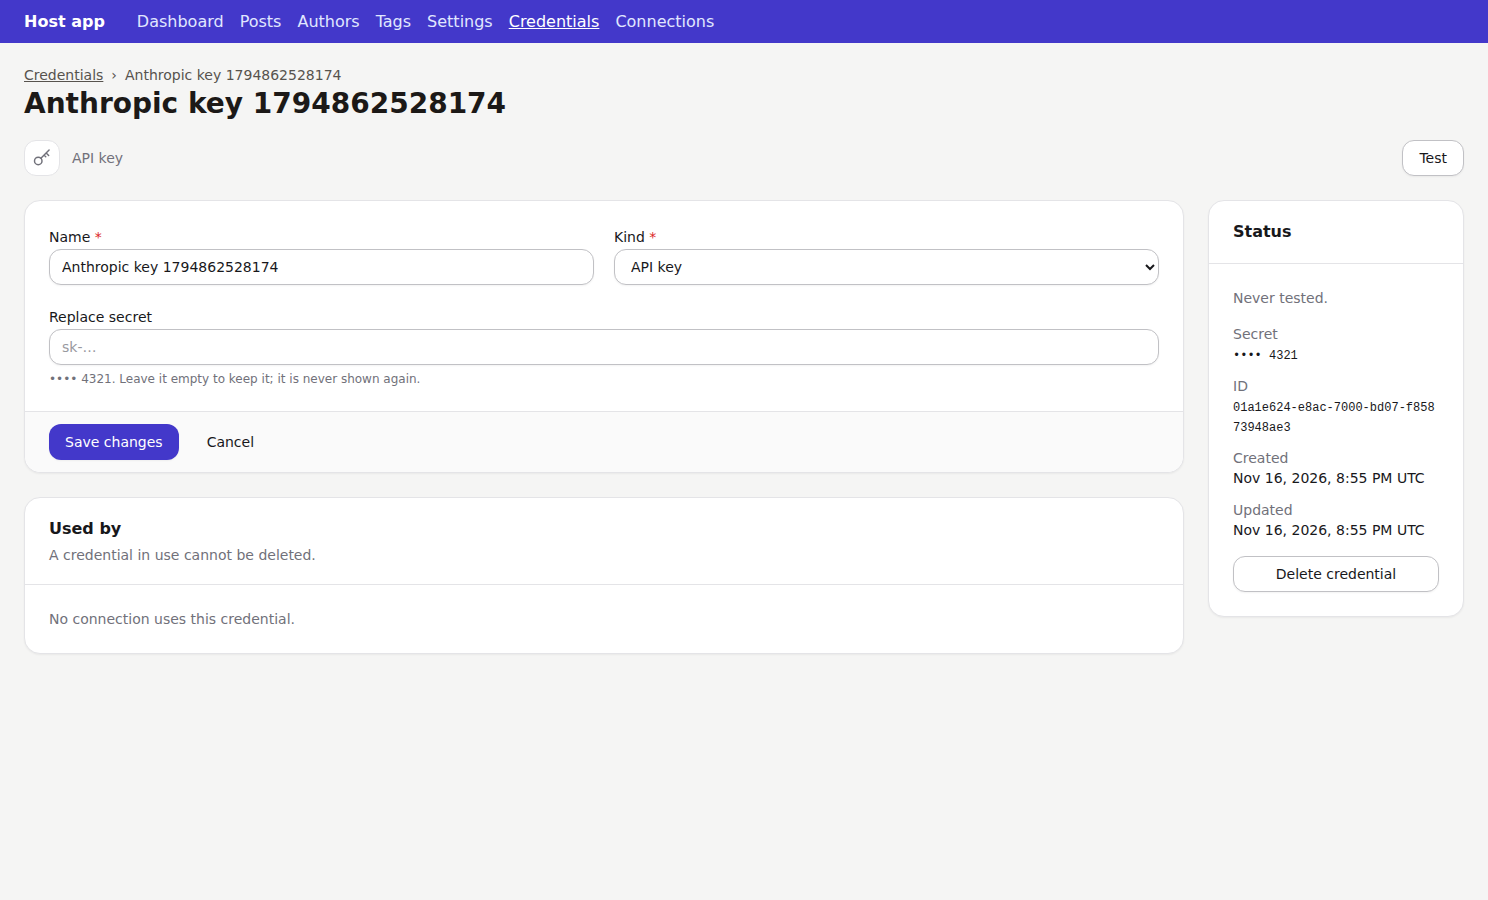 Host app Dashboard Posts Authors Tags Settings Credentials Connections
Credentials › Anthropic key 1794862528174
Anthropic key 1794862528174
API key
Test
Name *
Anthropic key 1794862528174
Kind *
API key
Replace secret
sk-...
•••• 4321. Leave it empty to keep it; it is never shown again.
Save changes
Cancel
Used by
A credential in use cannot be deleted.
No connection uses this credential.
Status
Never tested.
Secret
•••• 4321
ID
01a1e624-e8ac-7000-bd07-f858
73948ae3
Created
Nov 16, 2026, 8:55 PM UTC
Updated
Nov 16, 2026, 8:55 PM UTC
Delete credential